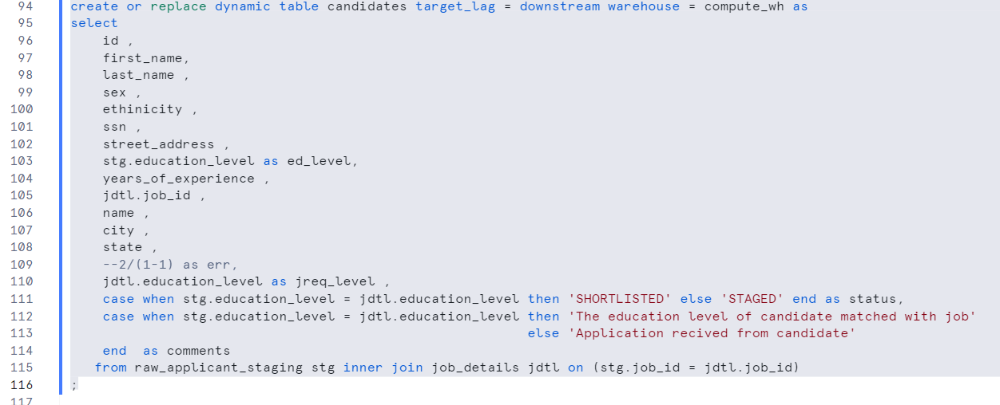 94 create or replace dynamic table candidates target_lag = downstream warehouse = compute_wh as
95 select
96 id ,
97 first_name,
98 last_name ,
99 sex ,
100 ethinicity ,
101 ssn ,
102 street_address ,
103 stg.education_level as ed_level,
104 years_of_experience ,
105 jdtl.job_id ,
106 name ,
107 city ,
108 state ,
109 --2/(1-1) as err,
110 jdtl.education_level as jreq_level ,
111 case when stg.education_level = jdtl.education_level then 'SHORTLISTED' else 'STAGED' end as status,
112 case when stg.education_level = jdtl.education_level then 'The education level of candidate matched with job'
113 else 'Application recived from candidate'
114 end  as comments
115 from raw_applicant_staging stg inner join job_details jdtl on (stg.job_id = jdtl.job_id)
116 ;
117